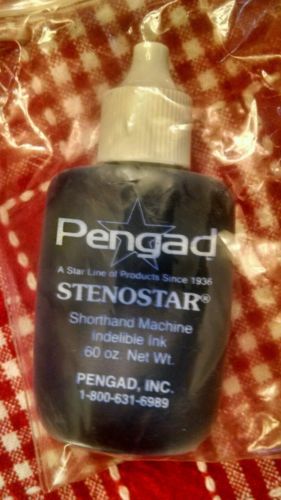 Pengad
A Star Line of Products Since 1936
STENOSTAR®
Shorthand Machine
Indelible Ink
60 oz. Net Wt.
PENGAD, INC.
1-800-631-6989